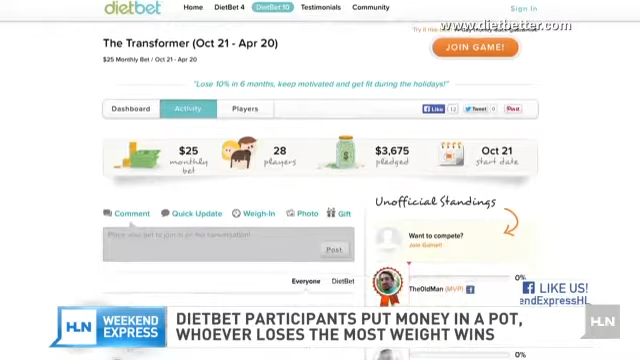 dietbet
Home DietBet 4 DietBet 10 Testimonials Community
www.dietbetter.com
Sign In
The Transformer (Oct 21 - Apr 20)
$25 Monthly Bet / Oct 21 - Apr 20
JOIN GAME!
"Lose 10% in 6 months, keep motivated and get fit during the holidays!"
Dashboard Activity Players
Like 12 Tweet 0 Pin it
$25 monthly bet
28 players
$3,675 pledged
Oct 21 start date
Unofficial Standings
Comment Quick Update Weigh-In Photo Gift
Want to compete?
Post
Everyone DietBet
0%
TheOldMan (MVP)
LIKE US!
endExpressHL
0%
HLN WEEKEND EXPRESS
DIETBET PARTICIPANTS PUT MONEY IN A POT,
WHOEVER LOSES THE MOST WEIGHT WINS
HLN